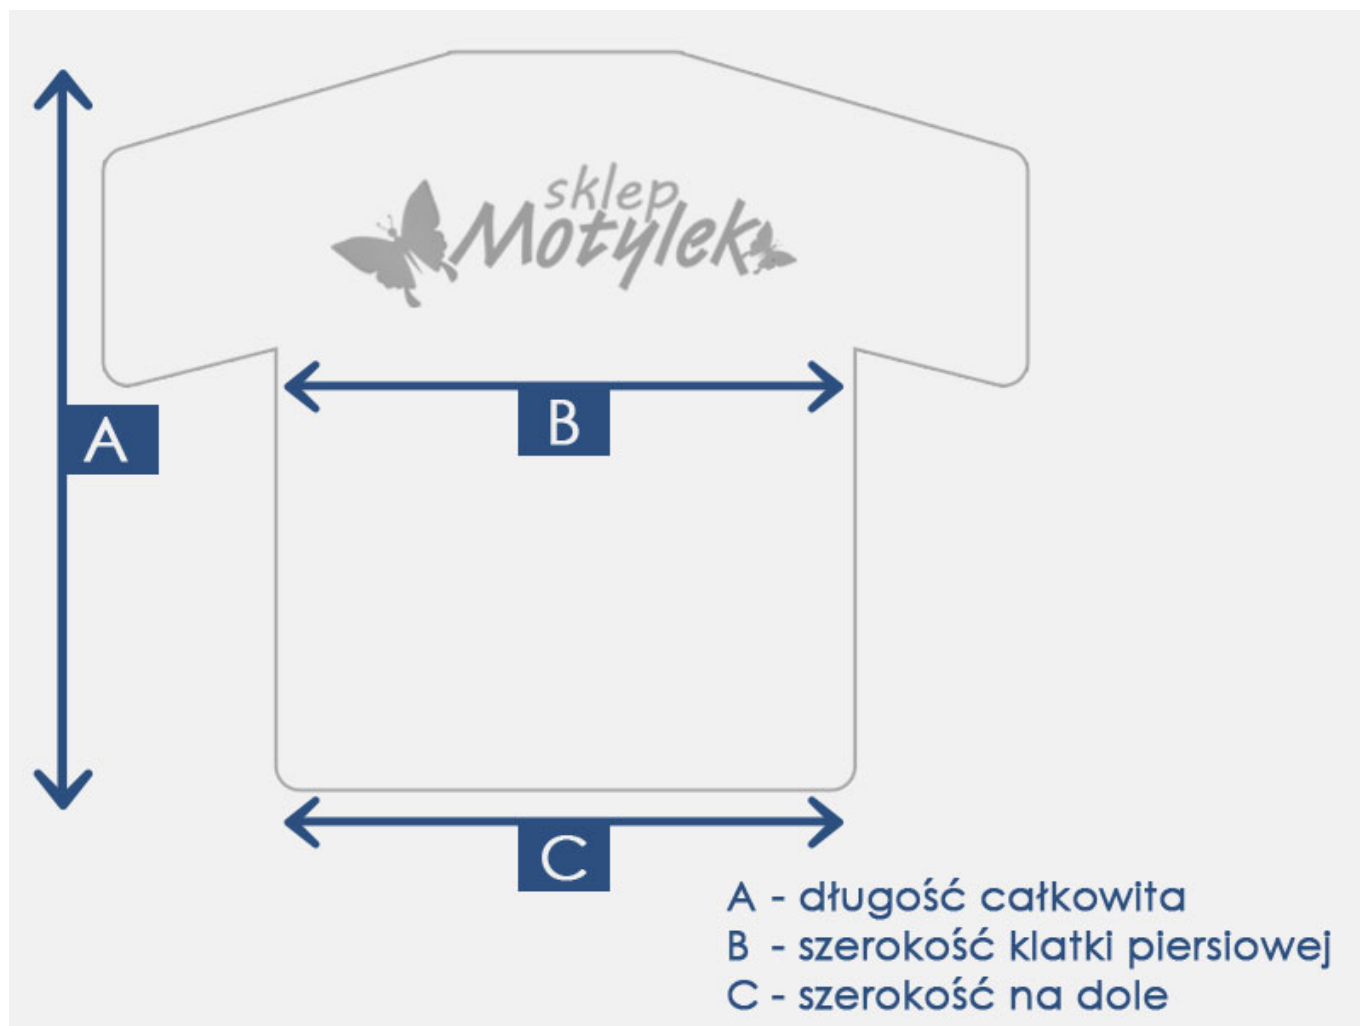 sklep
Motylek
A
B
C
A - długość całkowita
B - szerokość klatki piersiowej
C - szerokość na dole